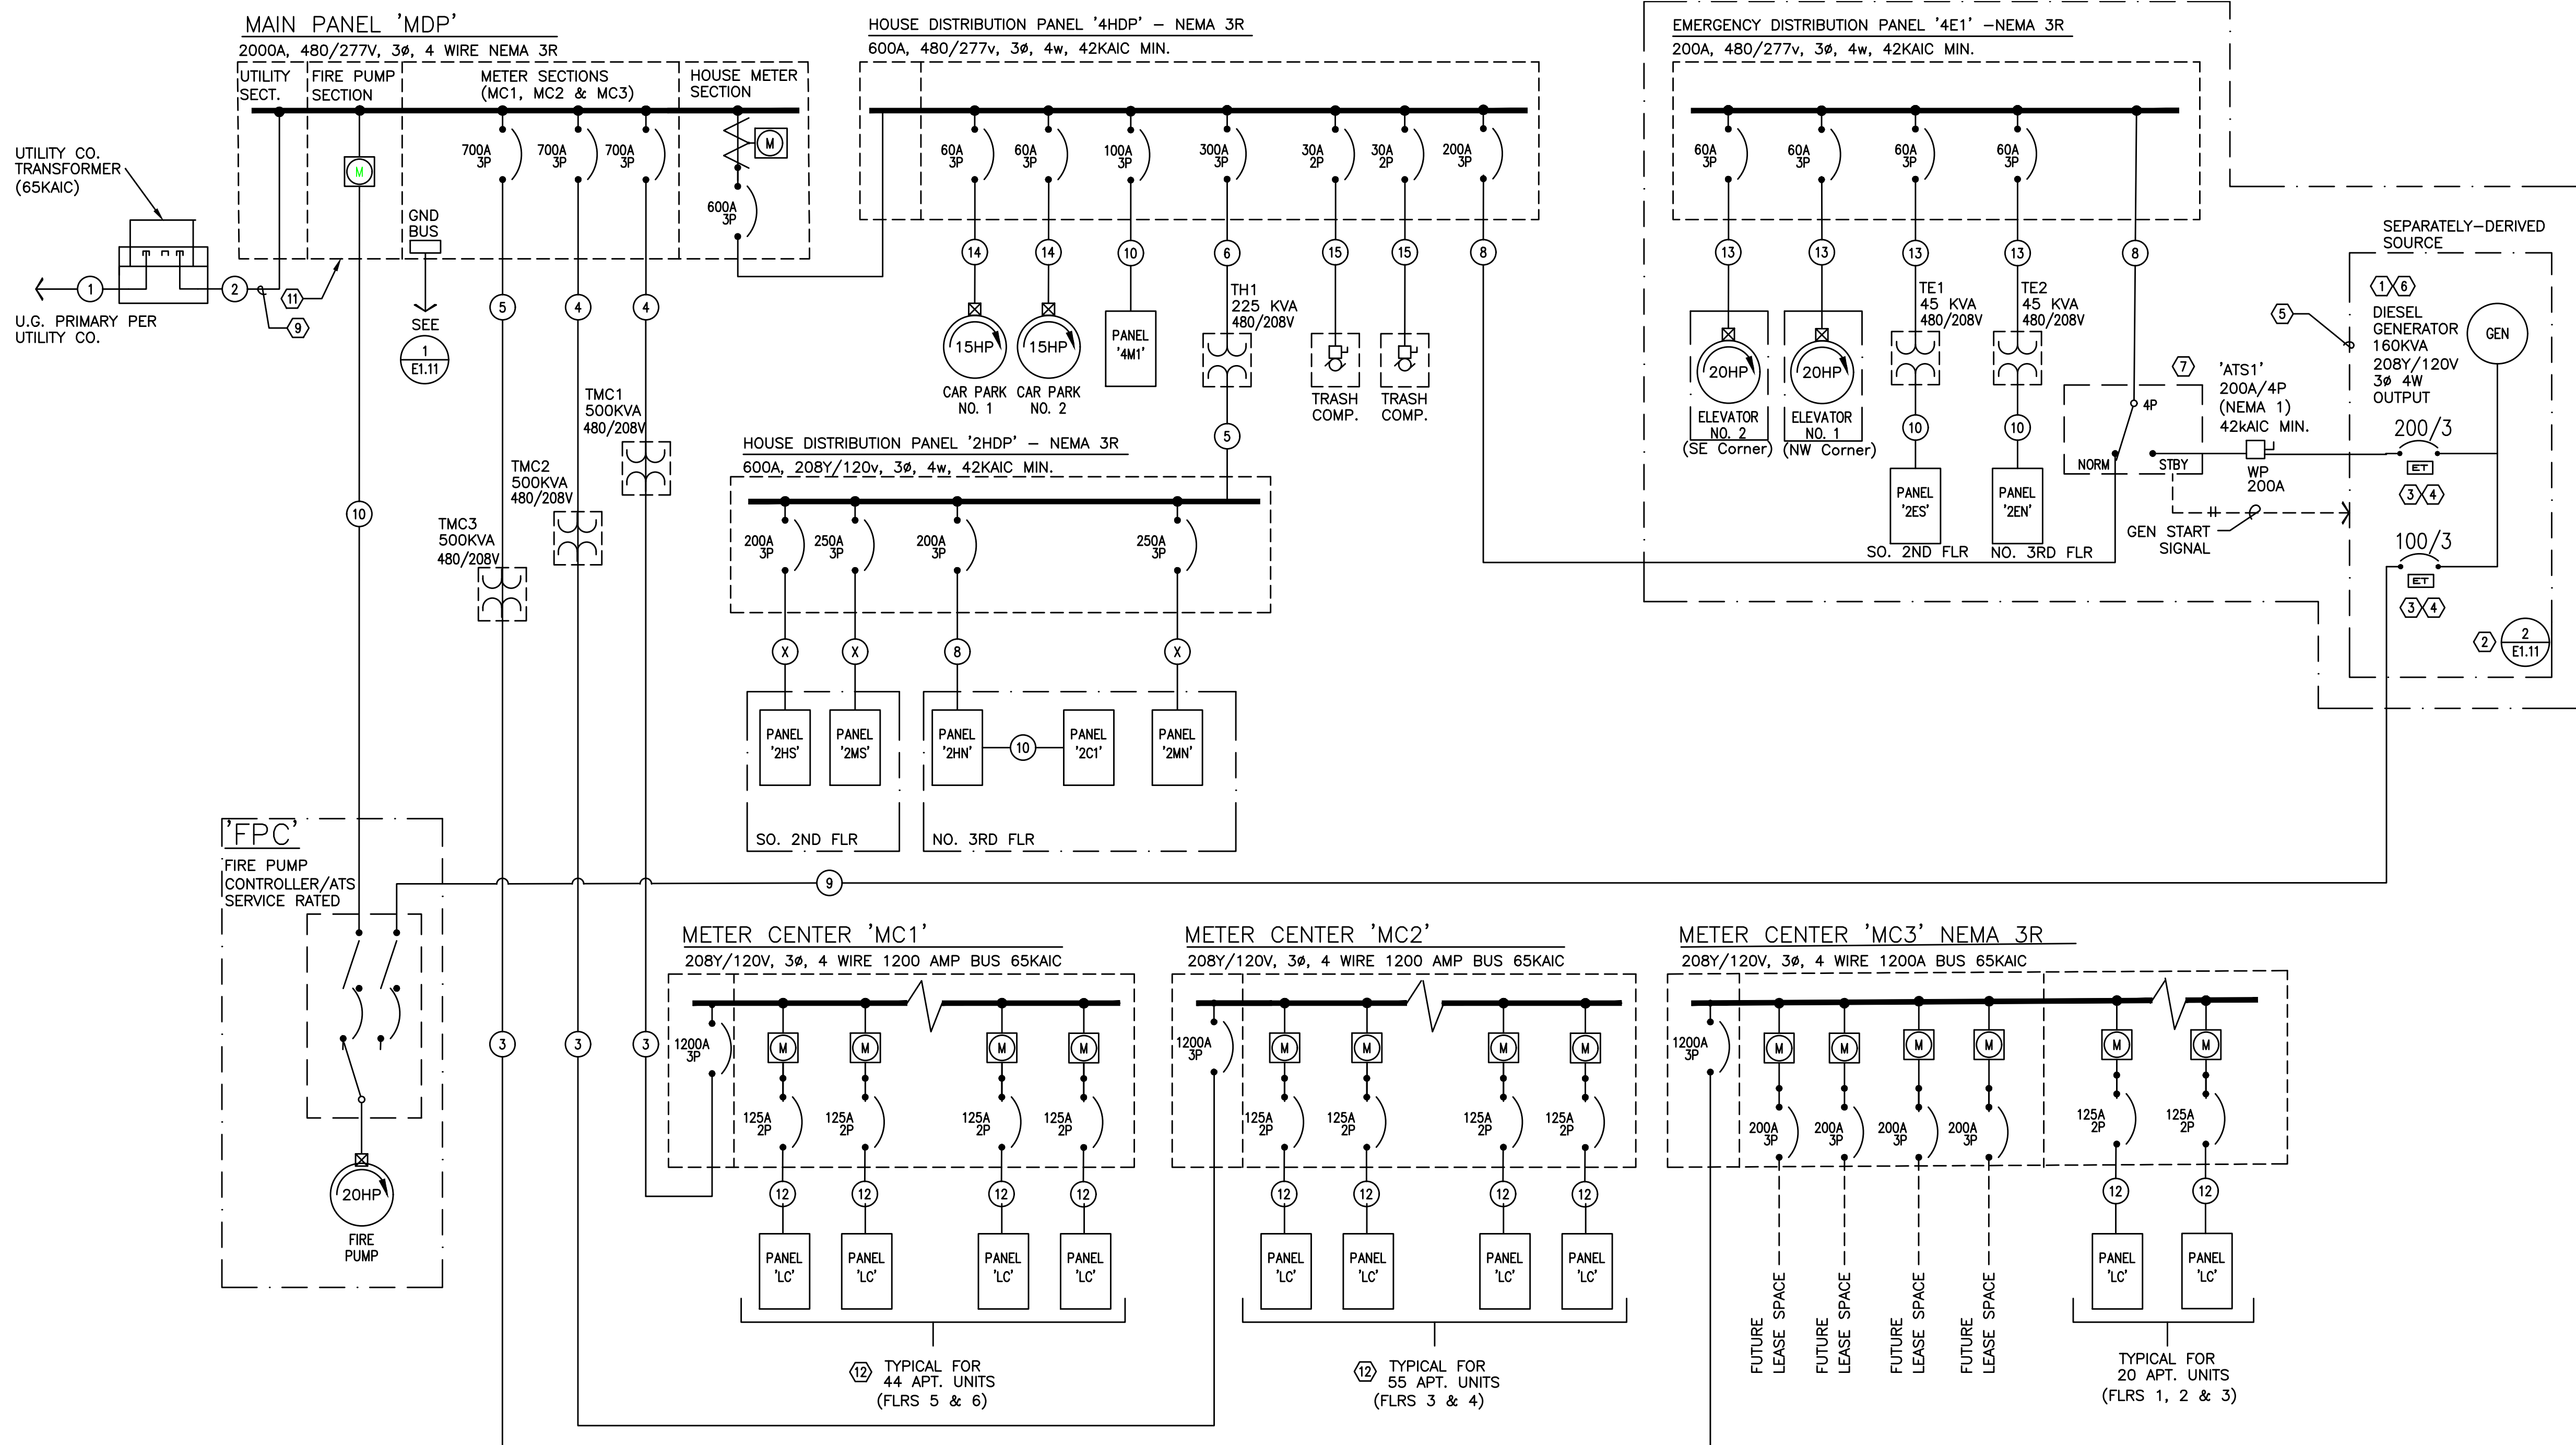 MAIN PANEL 'MDP'
2000A, 480/277V, 3ø, 4 WIRE NEMA 3R
UTILITY
SECT.
FIRE PUMP
SECTION
METER SECTIONS
(MC1, MC2 & MC3)
HOUSE METER
SECTION
M
M
700A
3P
700A
3P
700A
3P
600A
3P
GND
BUS
SEE
1
E1.11
UTILITY CO.
TRANSFORMER
(65KAIC)
1
2
11
9
U.G. PRIMARY PER
UTILITY CO.
5
4
4
10
TMC1
500KVA
480/208V
TMC2
500KVA
480/208V
TMC3
500KVA
480/208V
3
3
3
HOUSE DISTRIBUTION PANEL '4HDP' – NEMA 3R
600A, 480/277v, 3ø, 4w, 42KAIC MIN.
60A
3P
60A
3P
100A
3P
300A
3P
30A
2P
30A
2P
200A
3P
14
14
10
6
15
15
8
15HP
CAR PARK
NO. 1
15HP
CAR PARK
NO. 2
PANEL
'4M1'
TH1
225 KVA
480/208V
TRASH
COMP.
TRASH
COMP.
5
HOUSE DISTRIBUTION PANEL '2HDP' – NEMA 3R
600A, 208Y/120v, 3ø, 4w, 42KAIC MIN.
200A
3P
250A
3P
200A
3P
250A
3P
X
X
8
X
PANEL
'2HS'
PANEL
'2MS'
PANEL
'2HN'
10
PANEL
'2C1'
PANEL
'2MN'
SO. 2ND FLR
NO. 3RD FLR
EMERGENCY DISTRIBUTION PANEL '4E1' –NEMA 3R
200A, 480/277V, 3ø, 4w, 42KAIC MIN.
60A
3P
60A
3P
60A
3P
60A
3P
13
13
13
13
8
20HP
ELEVATOR
NO. 2
(SE Corner)
20HP
ELEVATOR
NO. 1
(NW Corner)
TE1
45 KVA
480/208V
TE2
45 KVA
480/208V
10
10
PANEL
'2ES'
PANEL
'2EN'
SO. 2ND FLR
NO. 3RD FLR
4P
NORM
STBY
7
'ATS1'
200A/4P
(NEMA 1)
42kAIC MIN.
WP
200A
GEN START
SIGNAL
SEPARATELY–DERIVED
SOURCE
5
1 6
DIESEL
GENERATOR
160KVA
208Y/120V
3ø 4W
OUTPUT
GEN
200/3
ET
3 4
100/3
ET
3 4
2
2
E1.11
'FPC'
FIRE PUMP
CONTROLLER/ATS
SERVICE RATED
20HP
FIRE
PUMP
9
METER CENTER 'MC1'
208Y/120V, 3ø, 4 WIRE 1200 AMP BUS 65KAIC
1200A
3P
M
M
M
M
125A
2P
125A
2P
125A
2P
125A
2P
12
12
12
12
PANEL
'LC'
PANEL
'LC'
PANEL
'LC'
PANEL
'LC'
12
TYPICAL FOR
44 APT. UNITS
(FLRS 5 & 6)
METER CENTER 'MC2'
208Y/120V, 3ø, 4 WIRE 1200 AMP BUS 65KAIC
1200A
3P
M
M
M
M
125A
2P
125A
2P
125A
2P
125A
2P
12
12
12
12
PANEL
'LC'
PANEL
'LC'
PANEL
'LC'
PANEL
'LC'
12
TYPICAL FOR
55 APT. UNITS
(FLRS 3 & 4)
METER CENTER 'MC3' NEMA 3R
208Y/120V, 3ø, 4 WIRE 1200A BUS 65KAIC
1200A
3P
M
M
M
M
M
M
200A
3P
200A
3P
200A
3P
200A
3P
125A
2P
125A
2P
12
12
FUTURE
LEASE SPACE
FUTURE
LEASE SPACE
FUTURE
LEASE SPACE
FUTURE
LEASE SPACE
PANEL
'LC'
PANEL
'LC'
TYPICAL FOR
20 APT. UNITS
(FLRS 1, 2 & 3)